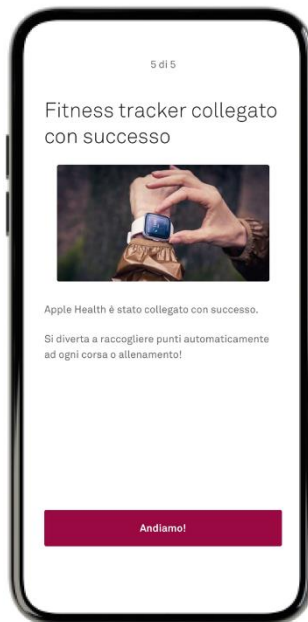 5 di 5
Fitness tracker collegato
con successo
Apple Health è stato collegato con successo.
Si diverta a raccogliere punti automaticamente
ad ogni corsa o allenamento!
Andiamo!